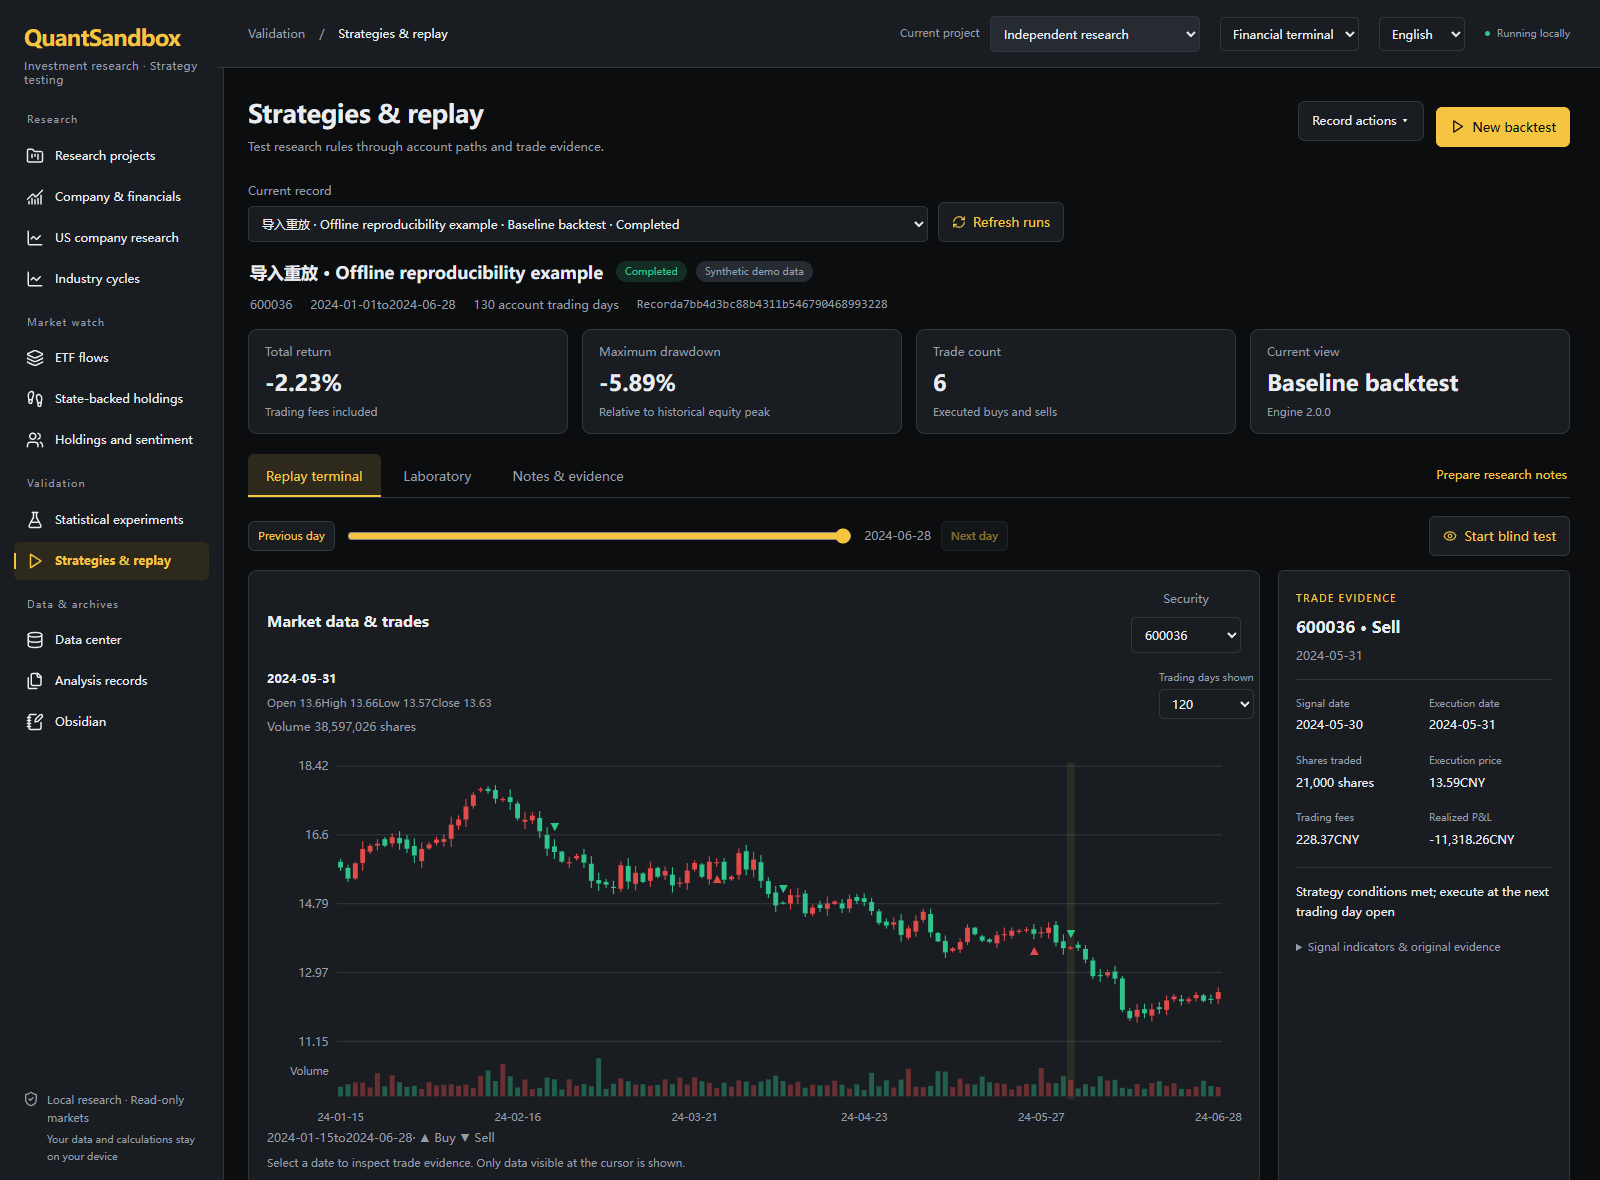 QuantSandbox
Investment research · Strategy
testing
Research
Research projects
Company & financials
US company research
Industry cycles
Market watch
ETF flows
State-backed holdings
Holdings and sentiment
Validation
Statistical experiments
Strategies & replay
Data & archives
Data center
Analysis records
Obsidian
Local research · Read-only
markets
Your data and calculations stay
on your device
Validation / Strategies & replay
Current project Independent research Financial terminal English Running locally
Strategies & replay
Test research rules through account paths and trade evidence.
Record actions
New backtest
Current record
导入重放 · Offline reproducibility example · Baseline backtest · Completed
Refresh runs
导入重放 • Offline reproducibility example Completed Synthetic demo data
600036 2024-01-01to2024-06-28 130 account trading days Recorda7bb4d3bc88b4311b546790468993228
Total return
-2.23%
Trading fees included
Maximum drawdown
-5.89%
Relative to historical equity peak
Trade count
6
Executed buys and sells
Current view
Baseline backtest
Engine 2.0.0
Replay terminal Laboratory Notes & evidence Prepare research notes
Previous day 2024-06-28 Next day Start blind test
Market data & trades
Security
600036
2024-05-31
Open 13.6High 13.66Low 13.57Close 13.63
Volume 38,597,026 shares
Trading days shown
120
18.42
16.6
14.79
12.97
11.15
Volume
24-01-15 24-02-16 24-03-21 24-04-23 24-05-27 24-06-28
2024-01-15to2024-06-28· ▲ Buy ▼ Sell
Select a date to inspect trade evidence. Only data visible at the cursor is shown.
TRADE EVIDENCE
600036 • Sell
2024-05-31
Signal date Execution date
2024-05-30 2024-05-31
Shares traded Execution price
21,000 shares 13.59CNY
Trading fees Realized P&L
228.37CNY -11,318.26CNY
Strategy conditions met; execute at the next
trading day open
Signal indicators & original evidence